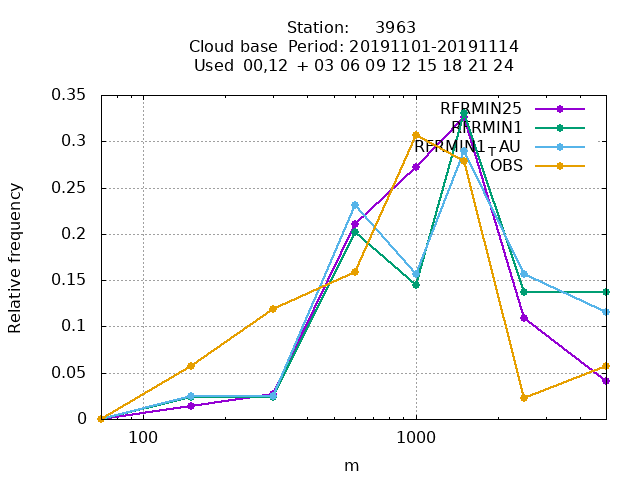 Station: 3963
Cloud base Period: 20191101-20191114
Used 00,12 + 03 06 09 12 15 18 21 24
0.35
0.3
0.25
0.2
0.15
0.1
0.05
0
Relative frequency
RFRMIN25
RFRMIN1
RFRMIN1TAU
OBS
100
1000
m